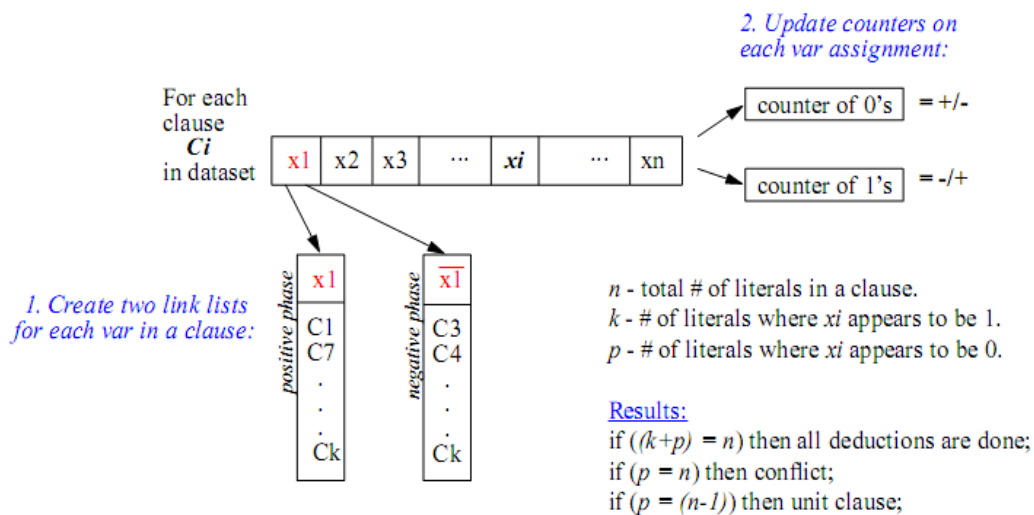 2. Update counters on
each var assignment:
For each
clause
Ci
in dataset
x1 x2 x3 ... xi ... xn
counter of 0's = +/-
counter of 1's = -/+
1. Create two link lists
for each var in a clause:
positive phase
x1
C1
C7
.
.
.
Ck
negative phase
x1
C3
C4
.
.
.
Ck
n - total # of literals in a clause.
k - # of literals where xi appears to be 1.
p - # of literals where xi appears to be 0.
Results:
if ((k+p) = n) then all deductions are done;
if (p = n) then conflict;
if (p = (n-1)) then unit clause;